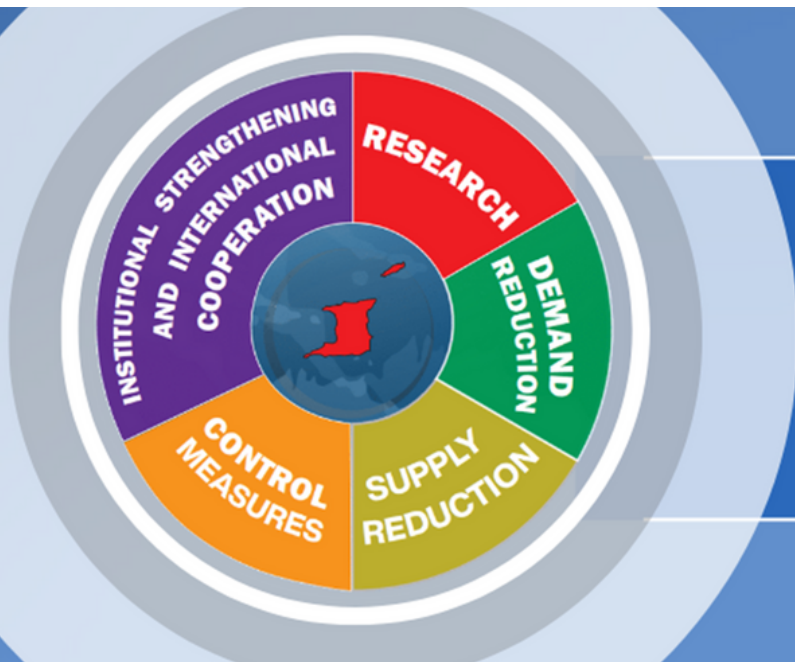 INSTITUTIONAL STRENGTHENING
AND INTERNATIONAL
COOPERATION
RESEARCH
DEMAND
REDUCTION
SUPPLY
REDUCTION
CONTROL
MEASURES